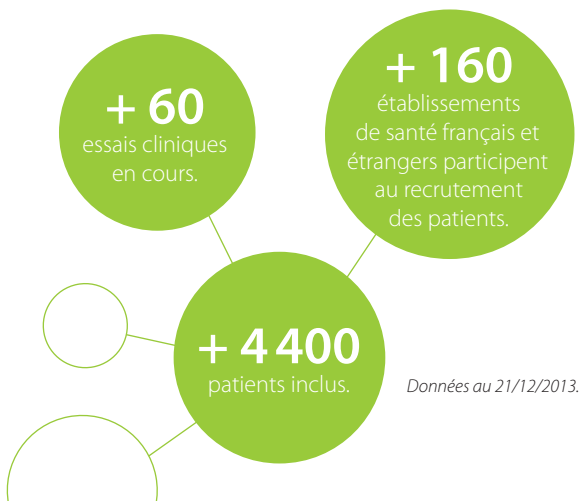 + 60
essais cliniques
en cours.
+ 160
établissements
de santé français et
étrangers participent
au recrutement
des patients.
+ 4 400
patients inclus.
Données au 21/12/2013.